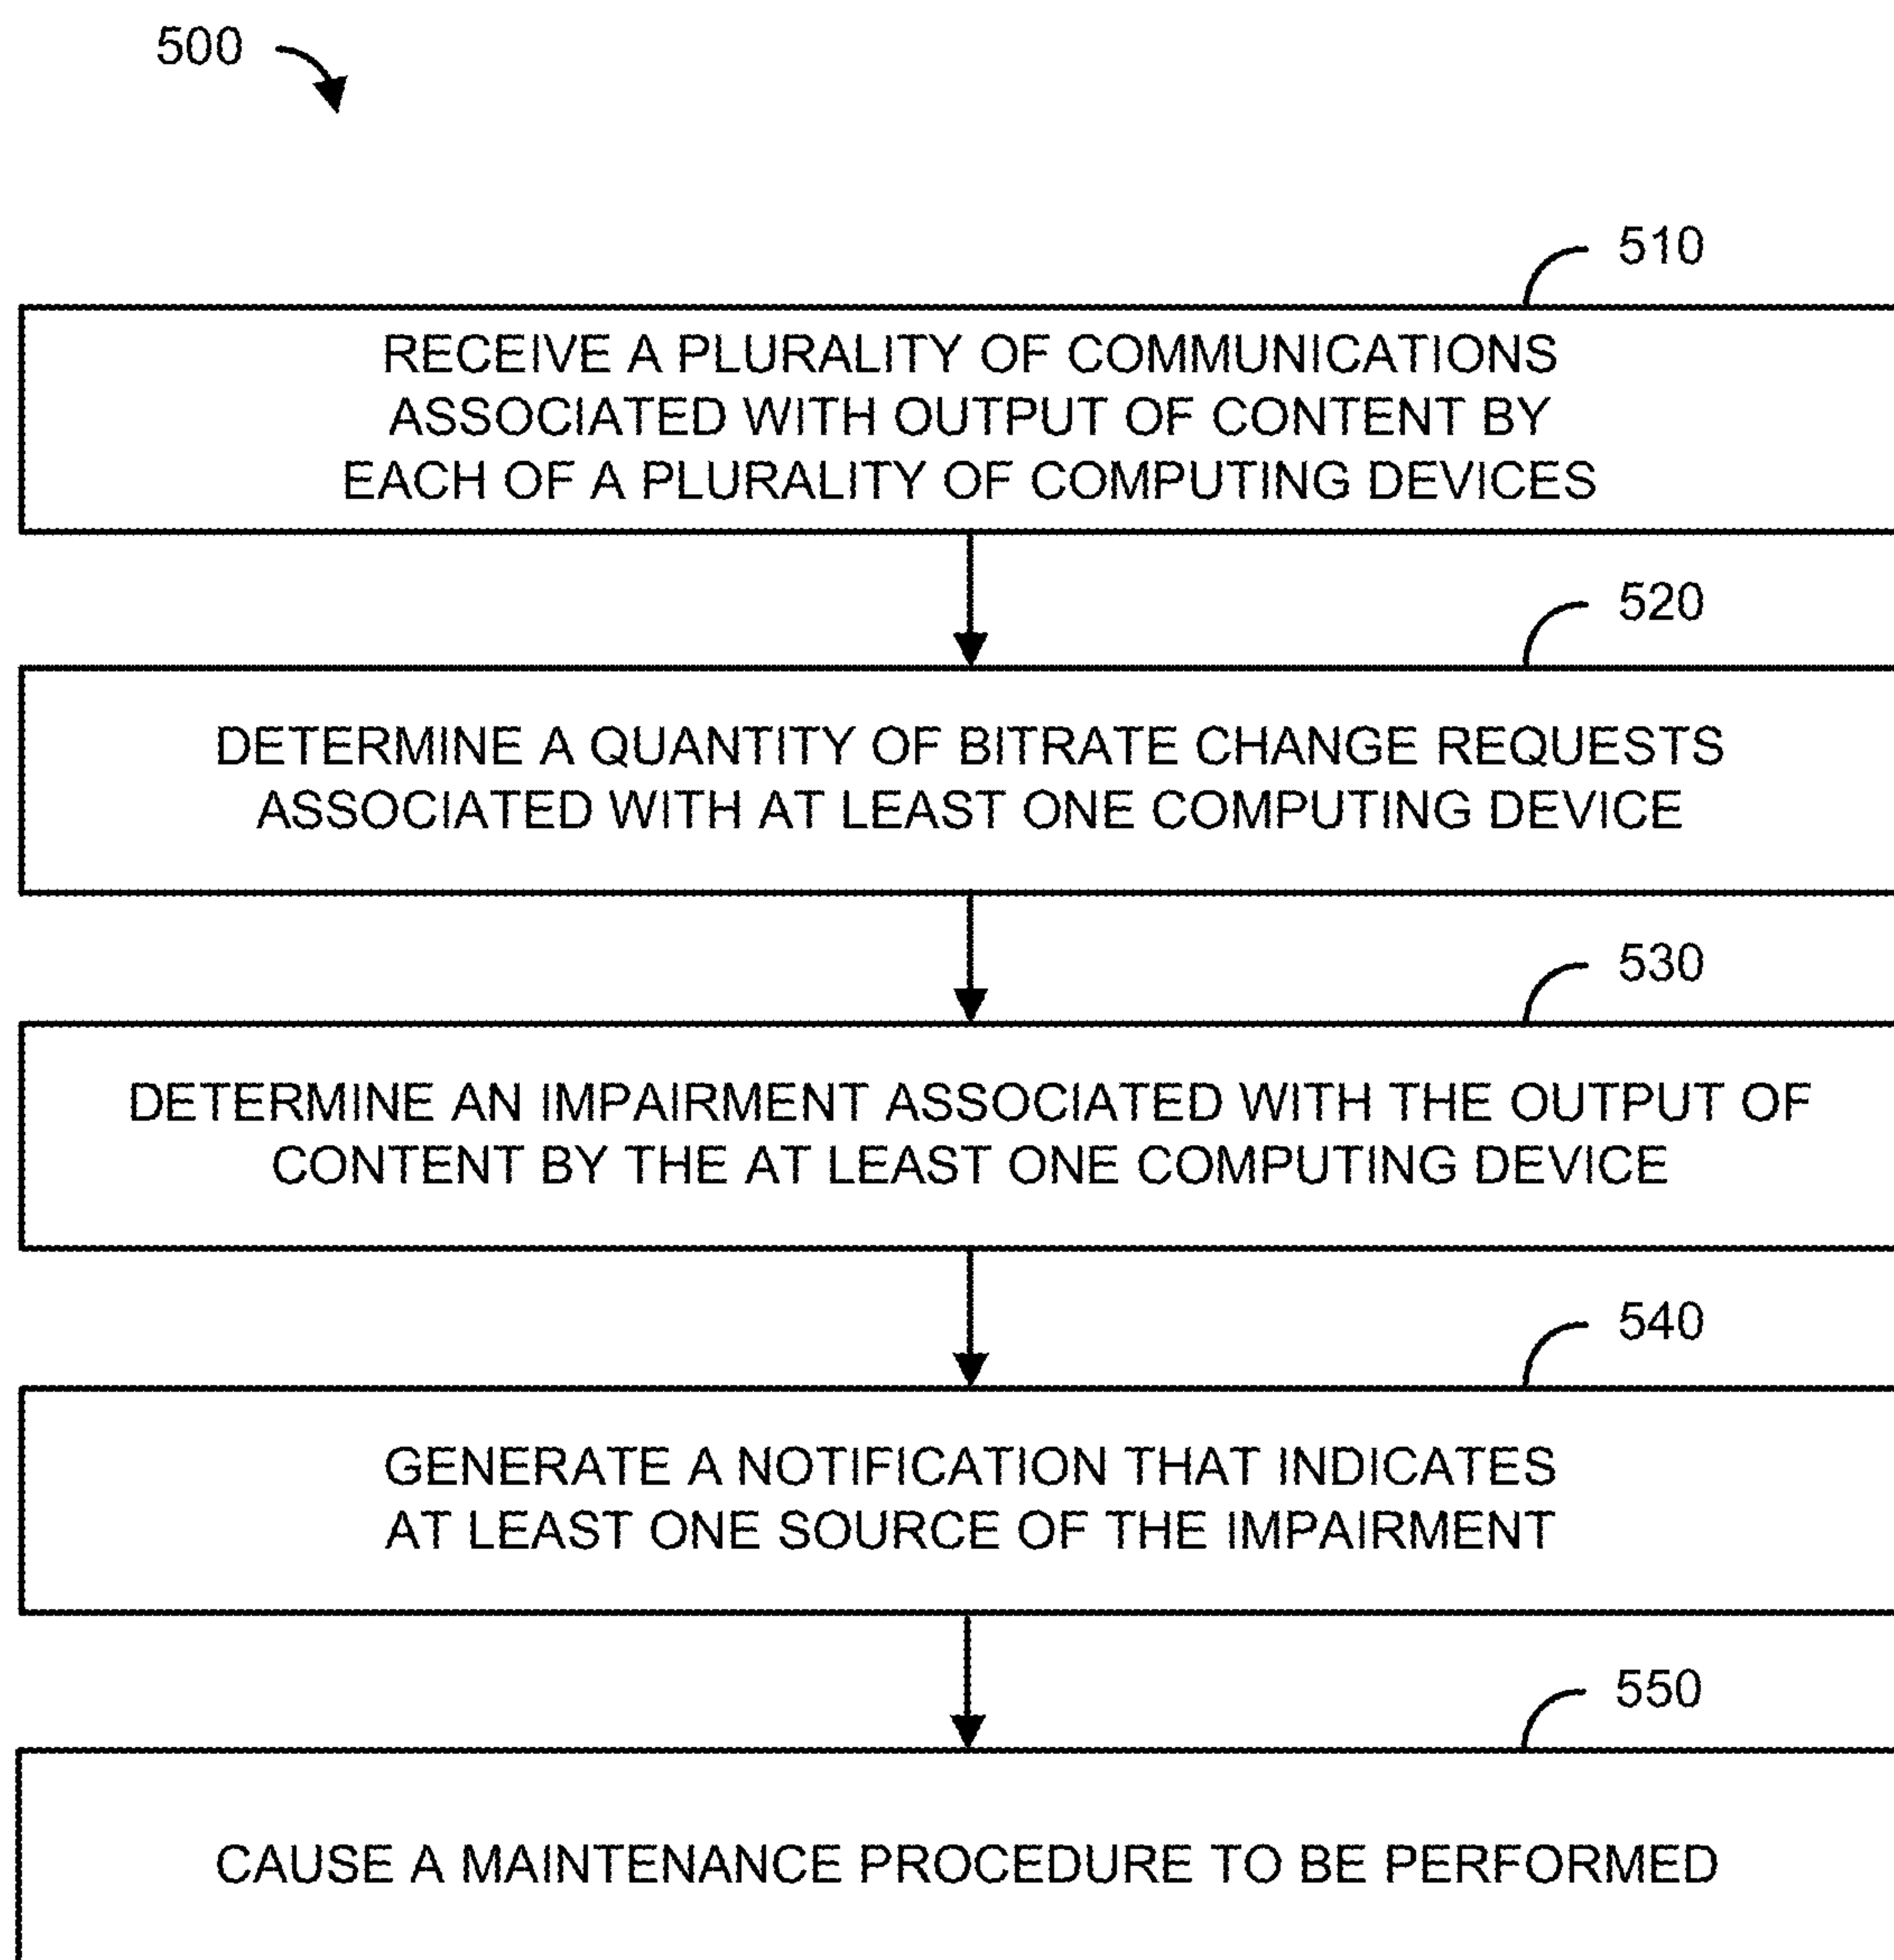 500
510
RECEIVE A PLURALITY OF COMMUNICATIONS
ASSOCIATED WITH OUTPUT OF CONTENT BY
EACH OF A PLURALITY OF COMPUTING DEVICES
520
DETERMINE A QUANTITY OF BITRATE CHANGE REQUESTS
ASSOCIATED WITH AT LEAST ONE COMPUTING DEVICE
530
DETERMINE AN IMPAIRMENT ASSOCIATED WITH THE OUTPUT OF
CONTENT BY THE AT LEAST ONE COMPUTING DEVICE
540
GENERATE A NOTIFICATION THAT INDICATES
AT LEAST ONE SOURCE OF THE IMPAIRMENT
550
CAUSE A MAINTENANCE PROCEDURE TO BE PERFORMED